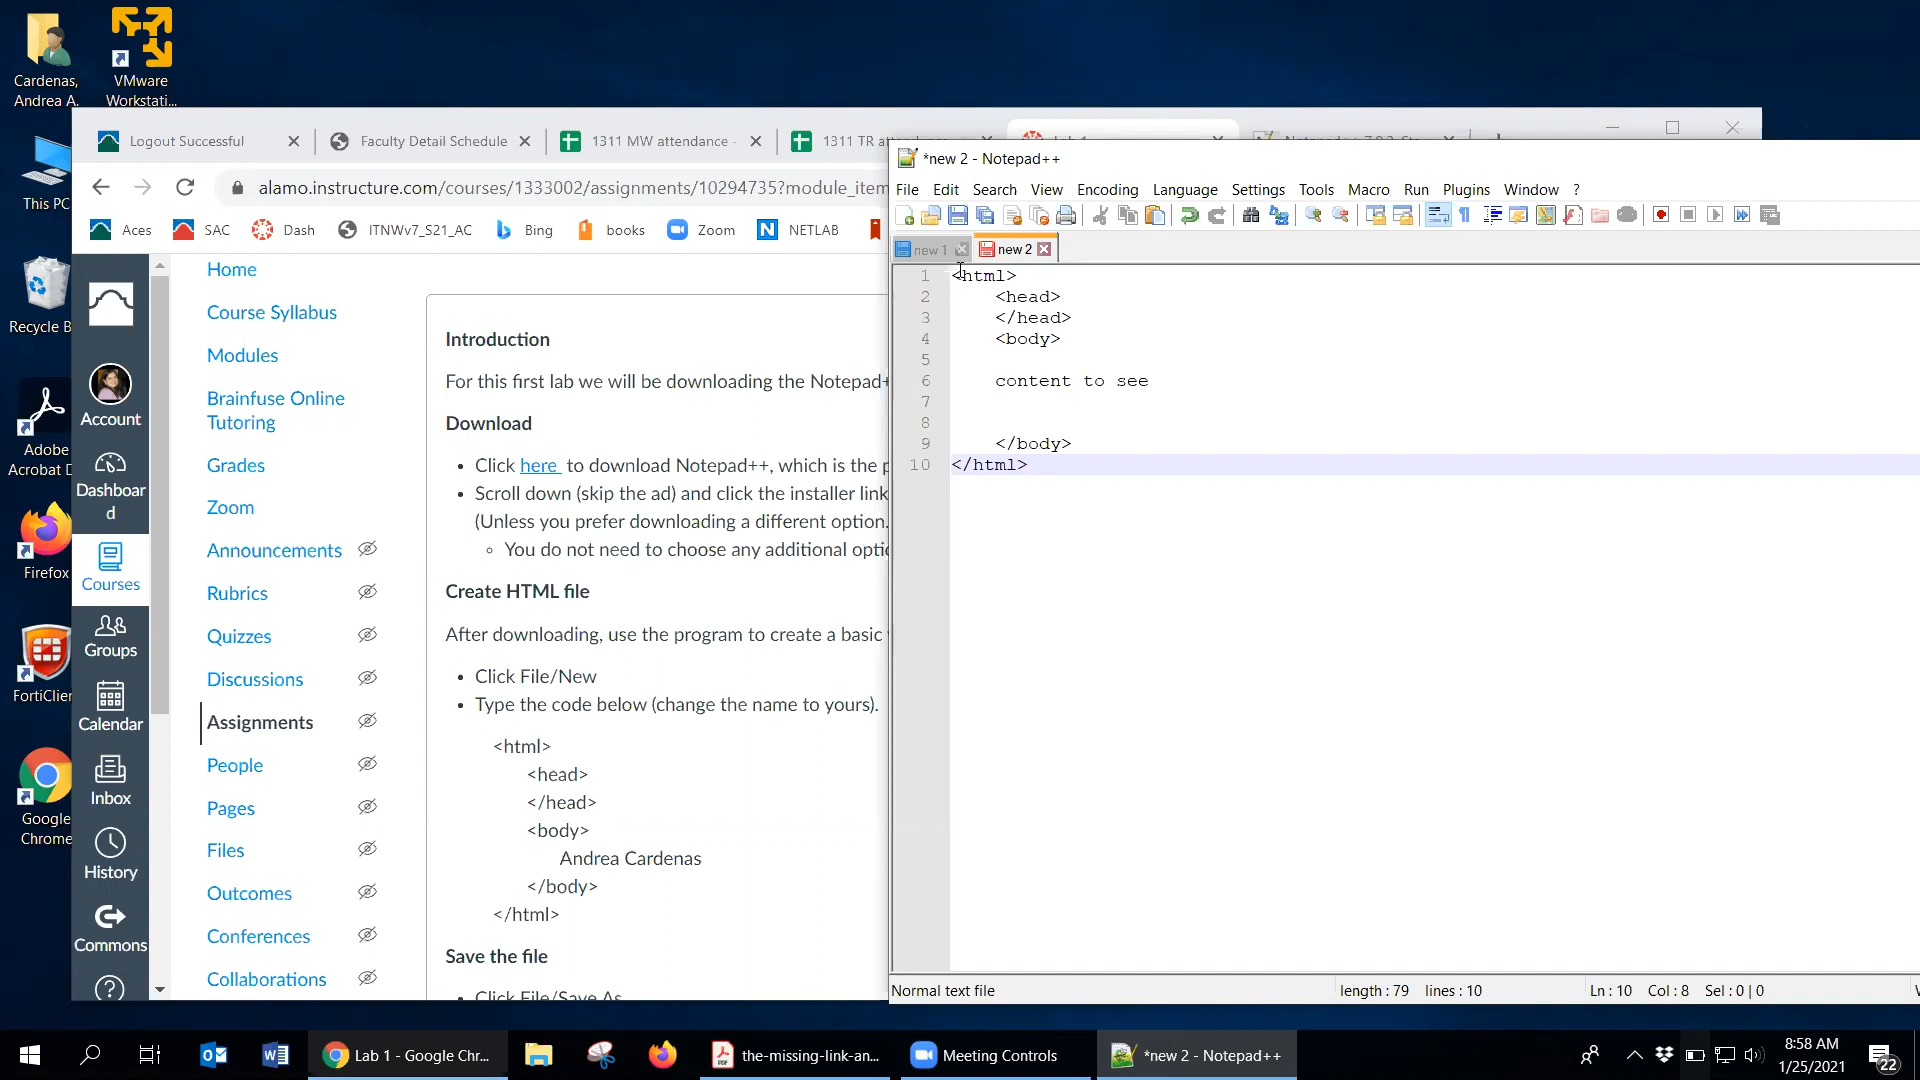 Cardenas,
Andrea A.
VMware
Workstati...
This PC
Recycle B
Adobe
Acrobat D
Firefox
FortiClien
Google
Chrome
Logout Successful
Faculty Detail Schedule
1311 MW attendance -
1311 TR
alamo.instructure.com/courses/1333002/assignments/10294735?module_item
Aces
SAC
Dash
ITNWv7_S21_AC
Bing
books
Zoom
NETLAB
Account
Dashboar
d
Courses
Groups
Calendar
Inbox
History
Commons
Home
Course Syllabus
Modules
Brainfuse Online
Tutoring
Grades
Zoom
Announcements
Rubrics
Quizzes
Discussions
Assignments
People
Pages
Files
Outcomes
Conferences
Collaborations
Introduction
For this first lab we will be downloading the Notepad+
Download
• Click here to download Notepad++, which is the p
• Scroll down (skip the ad) and click the installer link
(Unless you prefer downloading a different option.
◦ You do not need to choose any additional optic
Create HTML file
After downloading, use the program to create a basic
• Click File/New
• Type the code below (change the name to yours).
<html>
<head>
</head>
<body>
Andrea Cardenas
</body>
</html>
Save the file
• Click File/Save As
*new 2 - Notepad++
File Edit Search View Encoding Language Settings Tools Macro Run Plugins Window ?
new 1
new 2
1 <html>
2 <head>
3 </head>
4 <body>
5
6 content to see
7
8
9 </body>
10 </html>
Normal text file
length : 79 lines : 10
Ln : 10 Col : 8 Sel : 0 | 0
Lab 1 - Google Chr...
the-missing-link-an...
Meeting Controls
*new 2 - Notepad++
8:58 AM
1/25/2021
22